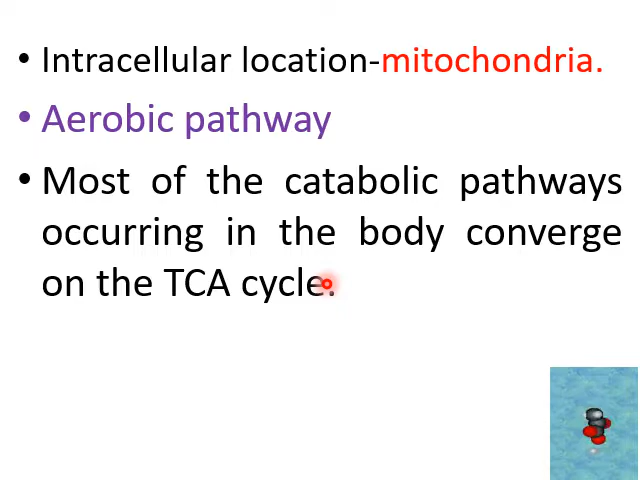 • Intracellular location-mitochondria.
• Aerobic pathway
• Most of the catabolic pathways
occurring in the body converge
on the TCA cycle.